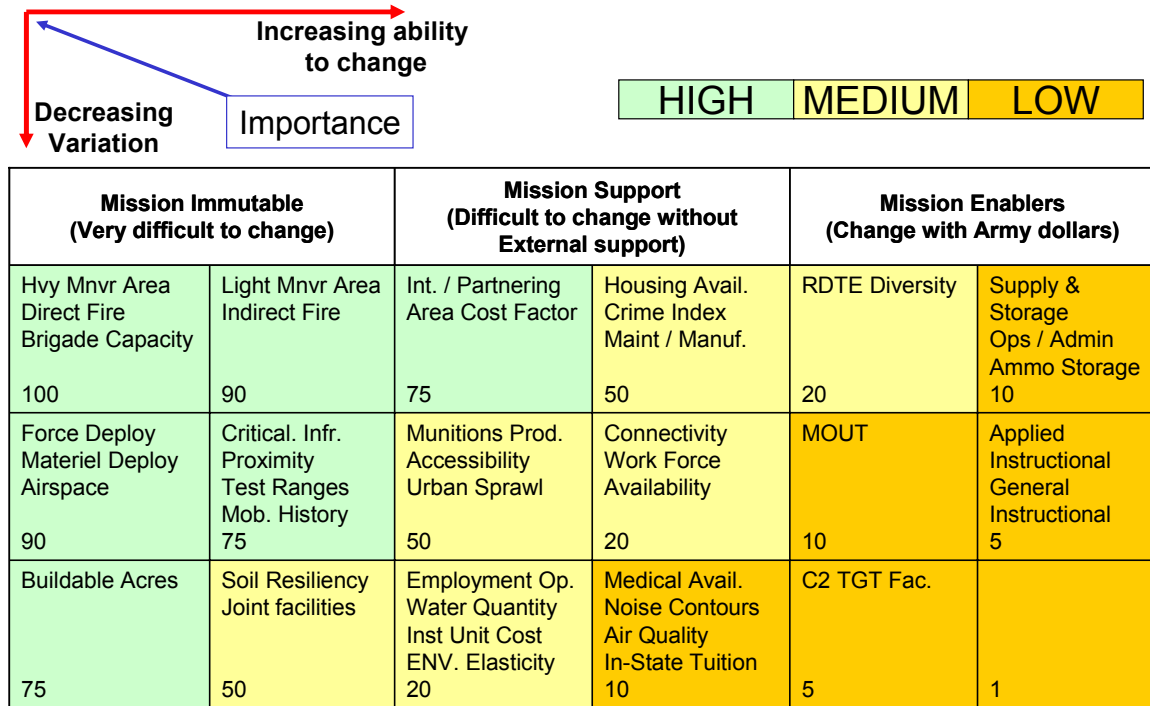 Increasing ability
to change
Decreasing
Variation
Importance
HIGH MEDIUM LOW
Mission Immutable
(Very difficult to change)
Mission Support
(Difficult to change without
External support)
Mission Enablers
(Change with Army dollars)
Hvy Mnvr Area
Direct Fire
Brigade Capacity
100
Light Mnvr Area
Indirect Fire
90
Int. / Partnering
Area Cost Factor
75
Housing Avail.
Crime Index
Maint / Manuf.
50
RDTE Diversity
20
Supply &
Storage
Ops / Admin
Ammo Storage
10
Force Deploy
Materiel Deploy
Airspace
90
Critical. Infr.
Proximity
Test Ranges
Mob. History
75
Munitions Prod.
Accessibility
Urban Sprawl
50
Connectivity
Work Force
Availability
20
MOUT
10
Applied
Instructional
General
Instructional
5
Buildable Acres
75
Soil Resiliency
Joint facilities
50
Employment Op.
Water Quantity
Inst Unit Cost
ENV. Elasticity
20
Medical Avail.
Noise Contours
Air Quality
In-State Tuition
10
C2 TGT Fac.
5
1